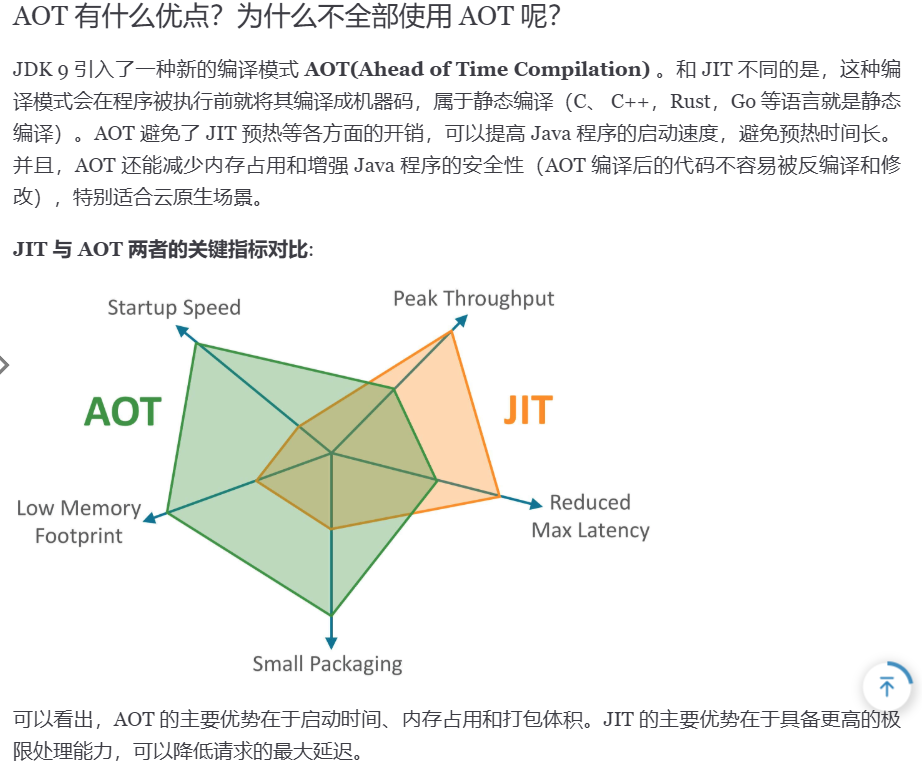 AOT 有什么优点？为什么不全部使用 AOT 呢？
JDK 9 引入了一种新的编译模式 AOT(Ahead of Time Compilation) 。和 JIT 不同的是，这种编
译模式会在程序被执行前就将其编译成机器码，属于静态编译（C、 C++，Rust，Go 等语言就是静态
编译）。AOT 避免了 JIT 预热等各方面的开销，可以提高 Java 程序的启动速度，避免预热时间长。
并且，AOT 还能减少内存占用和增强 Java 程序的安全性（AOT 编译后的代码不容易被反编译和修
改），特别适合云原生场景。
JIT 与 AOT 两者的关键指标对比:
Startup Speed
Peak Throughput
AOT
JIT
Low Memory
Footprint
Reduced
Max Latency
Small Packaging
可以看出，AOT 的主要优势在于启动时间、内存占用和打包体积。JIT 的主要优势在于具备更高的极
限处理能力，可以降低请求的最大延迟。